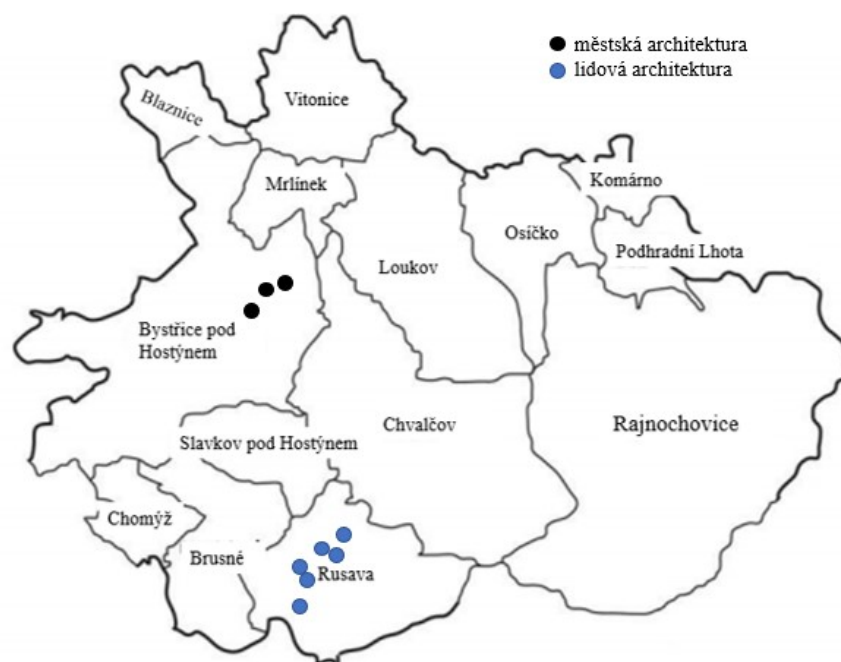 městská architektura
lidová architektura
Vitonice
Blaznice
Mrlínek
Komárno
Osíčko
Podhradní Lhota
Loukov
Bystřice pod
Hostýnem
Chvalčov
Rajnochovice
Slavkov pod Hostýnem
Chomýž
Brusné
Rusava